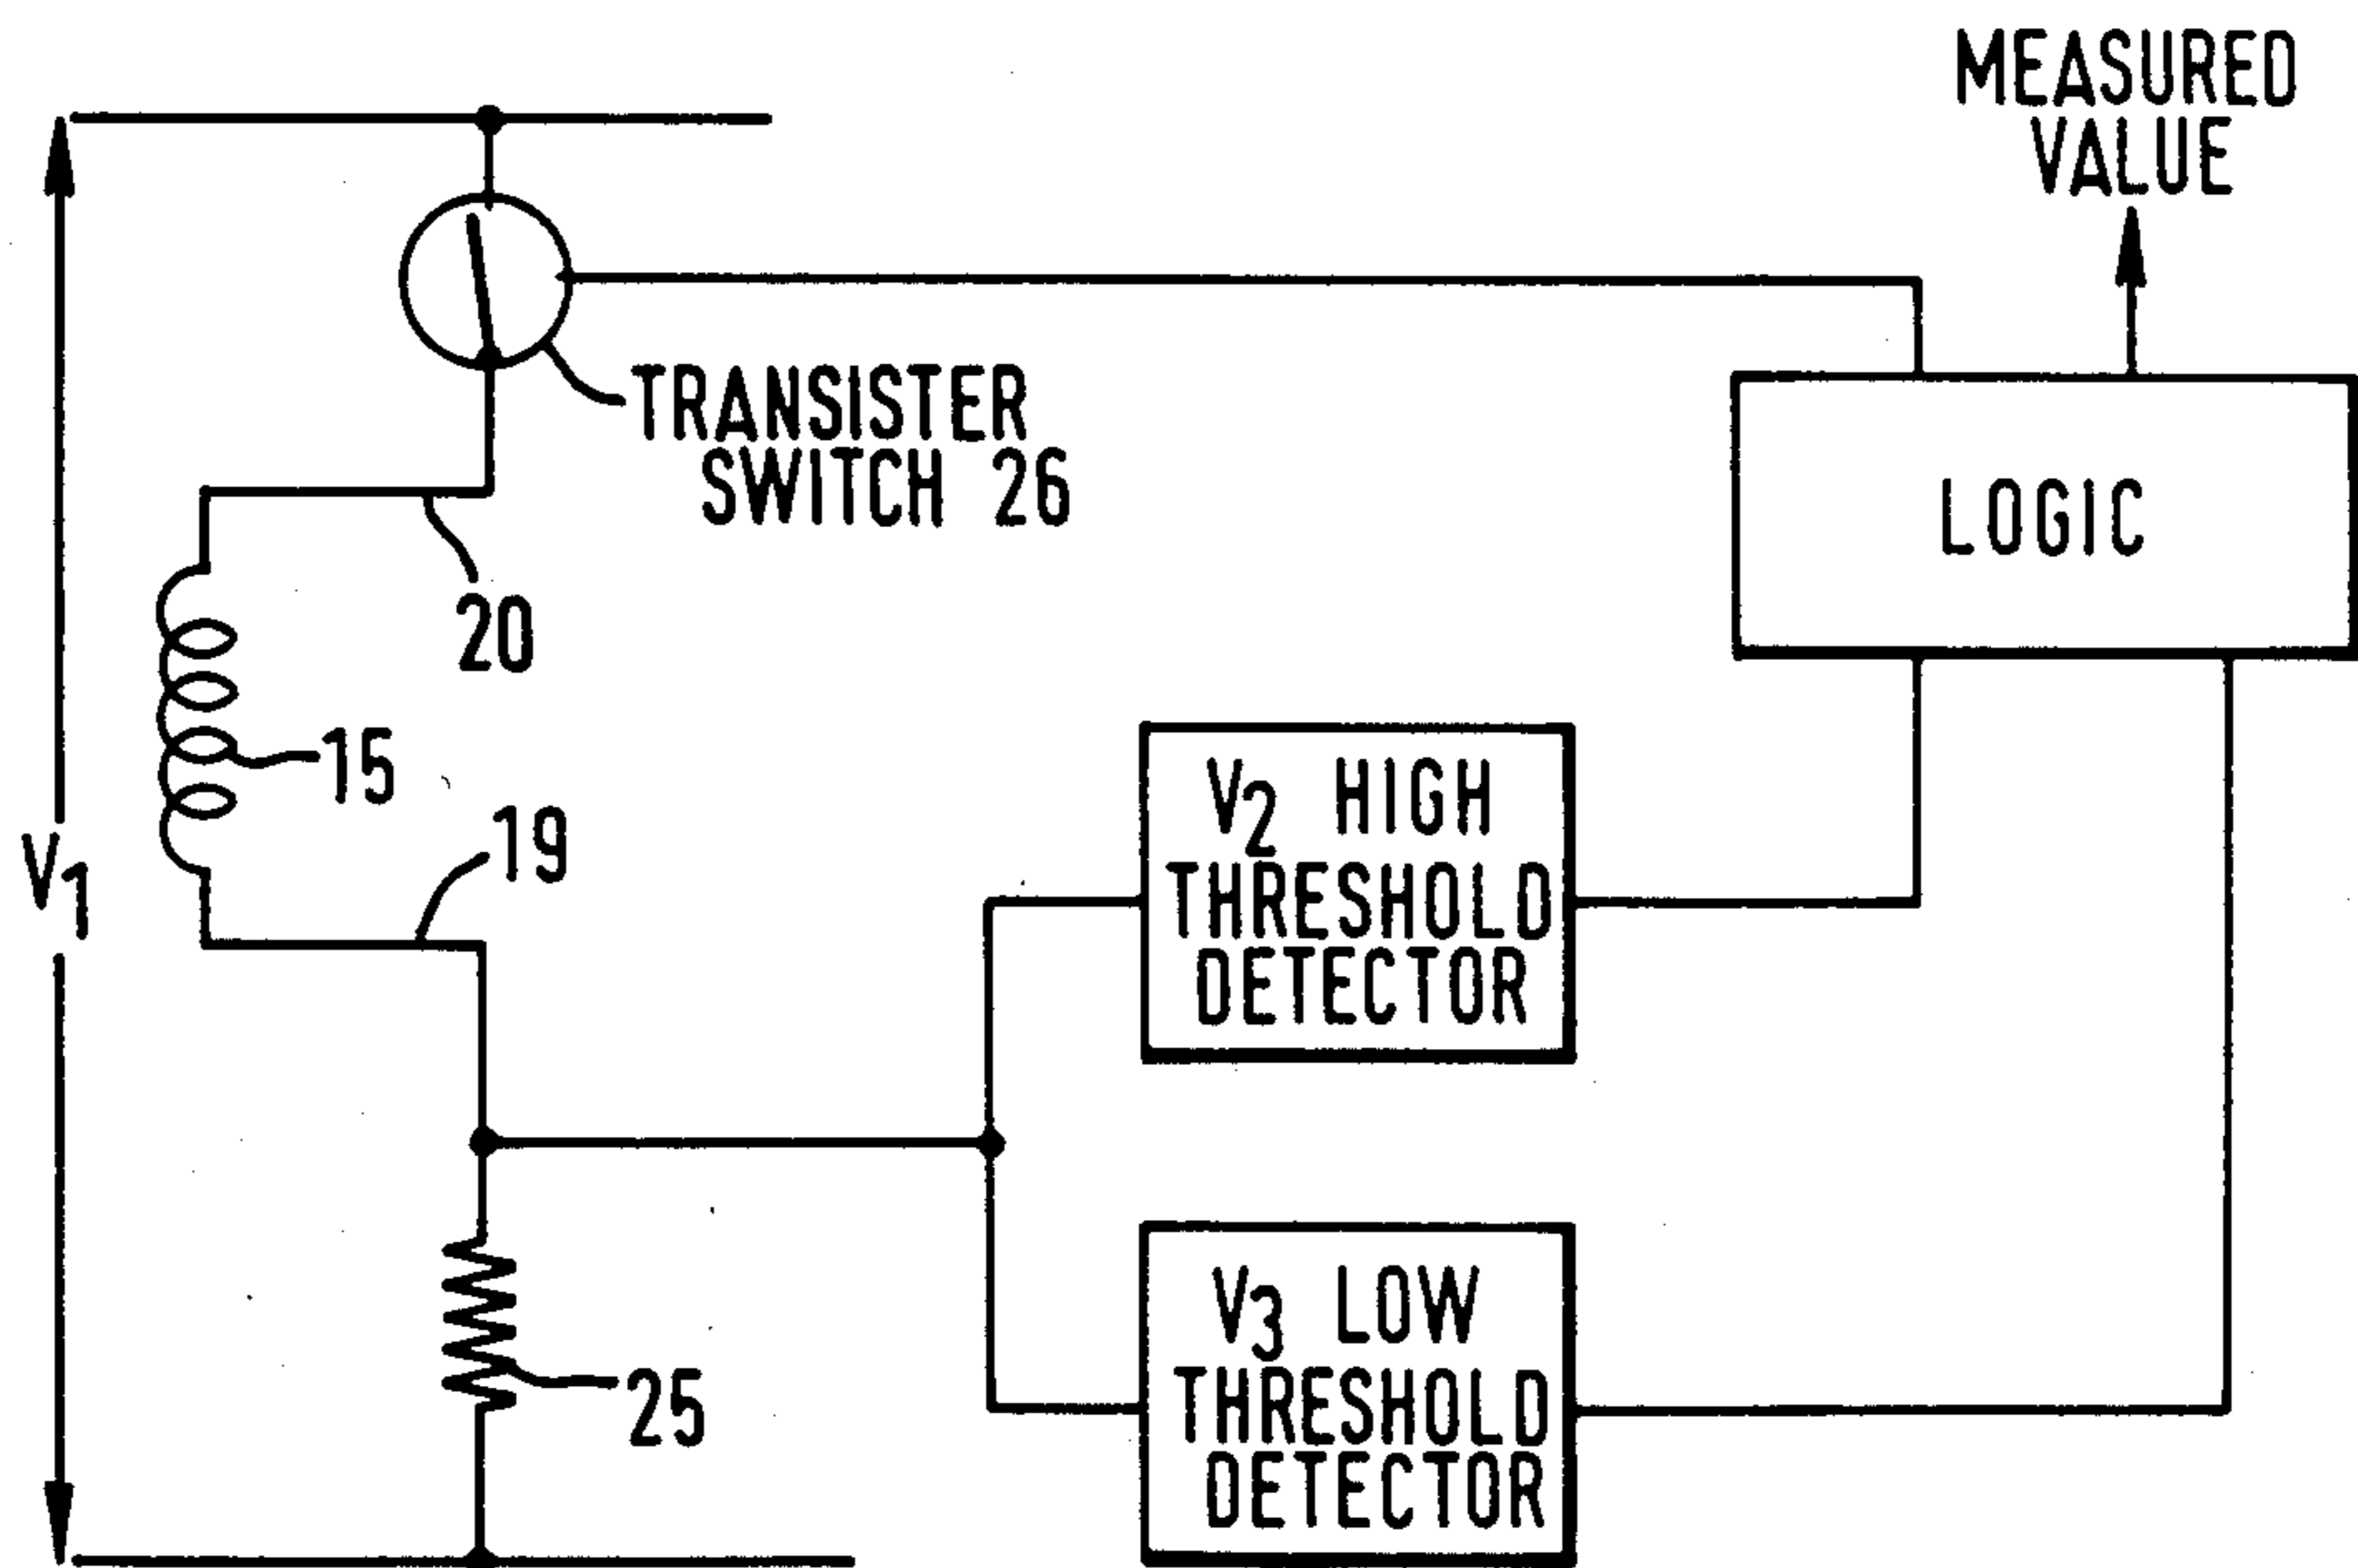 MEASURED
VALUE
TRANSISTER
SWITCH 26
LOGIC
20
15
19
V1
V2 HIGH
THRESHOLD
DETECTOR
V3 LOW
THRESHOLD
DETECTOR
25